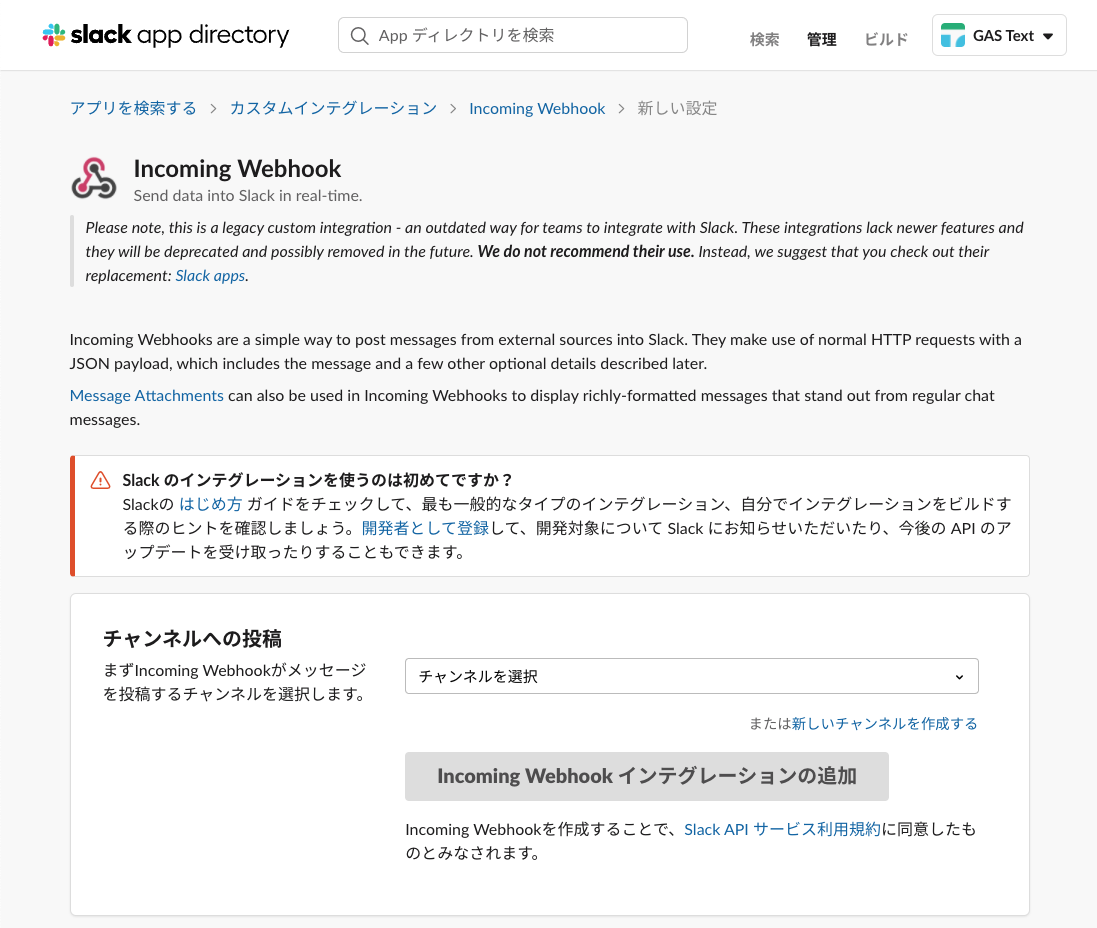 slack app directory
App ディレクトリを検索
検索 管理 ビルド GAS Text
アプリを検索する > カスタムインテグレーション > Incoming Webhook > 新しい設定
Incoming Webhook
Send data into Slack in real-time.
Please note, this is a legacy custom integration - an outdated way for teams to integrate with Slack. These integrations lack newer features and
they will be deprecated and possibly removed in the future. We do not recommend their use. Instead, we suggest that you check out their
replacement: Slack apps.
Incoming Webhooks are a simple way to post messages from external sources into Slack. They make use of normal HTTP requests with a
JSON payload, which includes the message and a few other optional details described later.
Message Attachments can also be used in Incoming Webhooks to display richly-formatted messages that stand out from regular chat
messages.
Slack のインテグレーションを使うのは初めてですか？
Slackの はじめ方 ガイドをチェックして、最も一般的なタイプのインテグレーション、自分でインテグレーションをビルドす
る際のヒントを確認しましょう。開発者として登録して、開発対象について Slack にお知らせいただいたり、今後の API のア
ップデートを受け取ったりすることもできます。
チャンネルへの投稿
まずIncoming Webhookがメッセージ
を投稿するチャンネルを選択します。
チャンネルを選択
または新しいチャンネルを作成する
Incoming Webhook インテグレーションの追加
Incoming Webhookを作成することで、Slack API サービス利用規約に同意したも
のとみなされます。